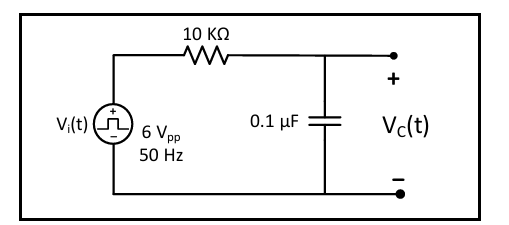 10 KΩ
+
Vi(t)
+
−
6 Vpp
50 Hz
0.1 µF
VC(t)
−